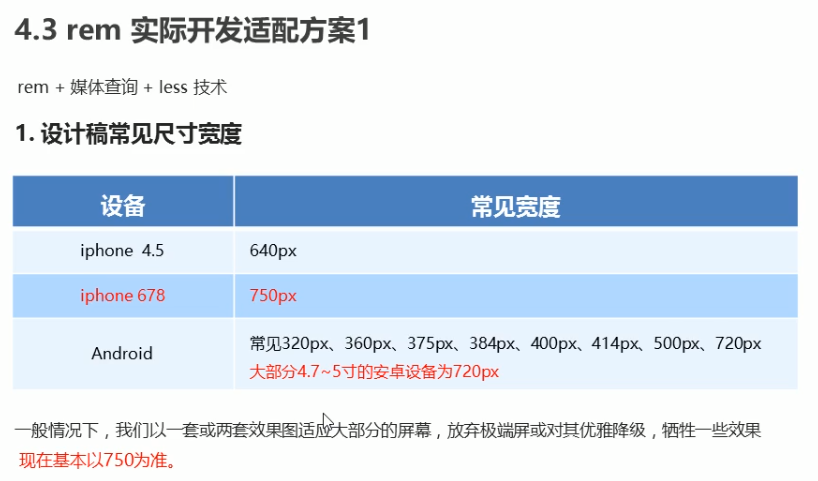 4.3 rem 实际开发适配方案1
rem + 媒体查询 + less 技术
1. 设计稿常见尺寸宽度
设备 常见宽度
iphone 4.5 640px
iphone 678 750px
Android 常见320px、360px、375px、384px、400px、414px、500px、720px
大部分4.7~5寸的安卓设备为720px
一般情况下，我们以一套或两套效果图适应大部分的屏幕，放弃极端屏或对其优雅降级，牺牲一些效果
现在基本以750为准。